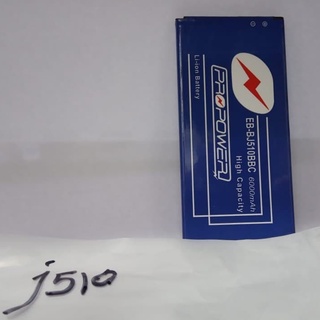 Li-ion Battery
PROPOWER
EB-BJ510BBC 6000mAh
High Capacity
j510